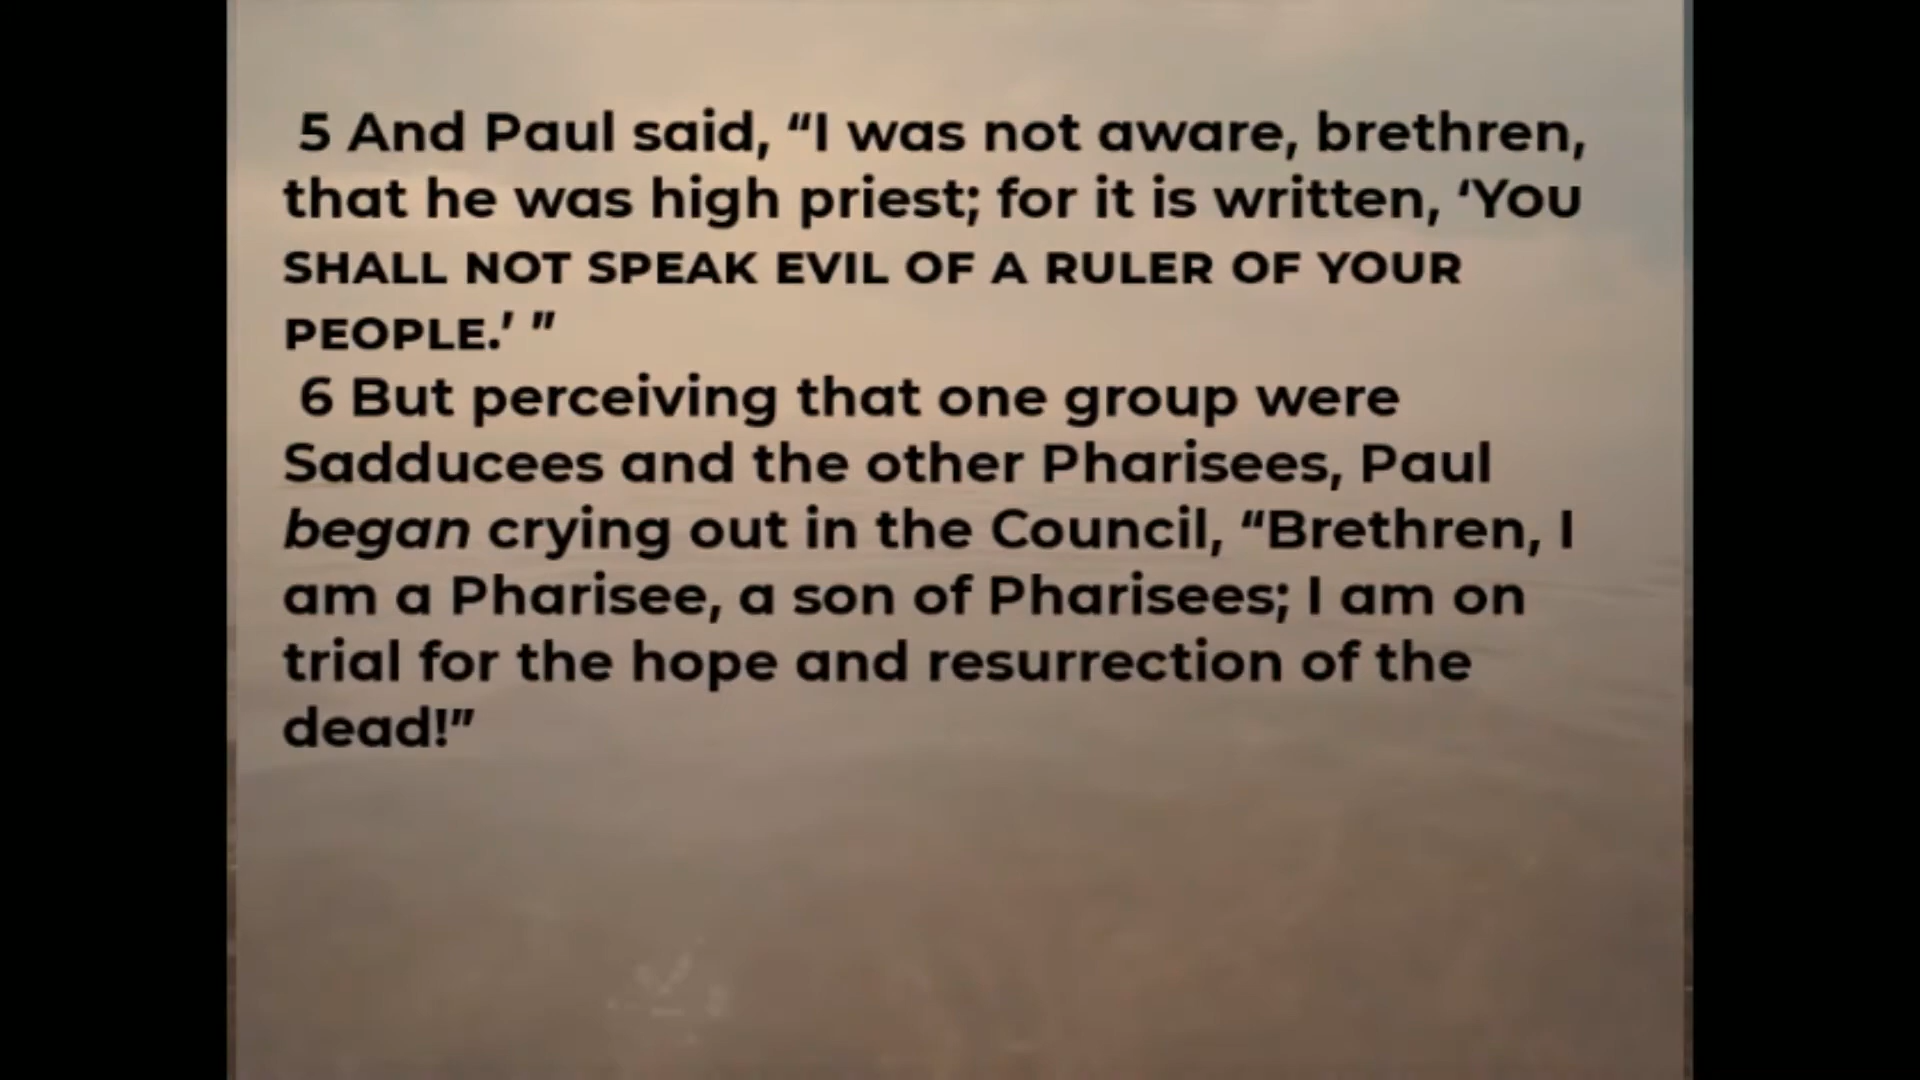 5 And Paul said, “I was not aware, brethren,
that he was high priest; for it is written, ‘YOU
SHALL NOT SPEAK EVIL OF A RULER OF YOUR
PEOPLE.’ ”
6 But perceiving that one group were
Sadducees and the other Pharisees, Paul
began crying out in the Council, “Brethren, I
am a Pharisee, a son of Pharisees; I am on
trial for the hope and resurrection of the
dead!”